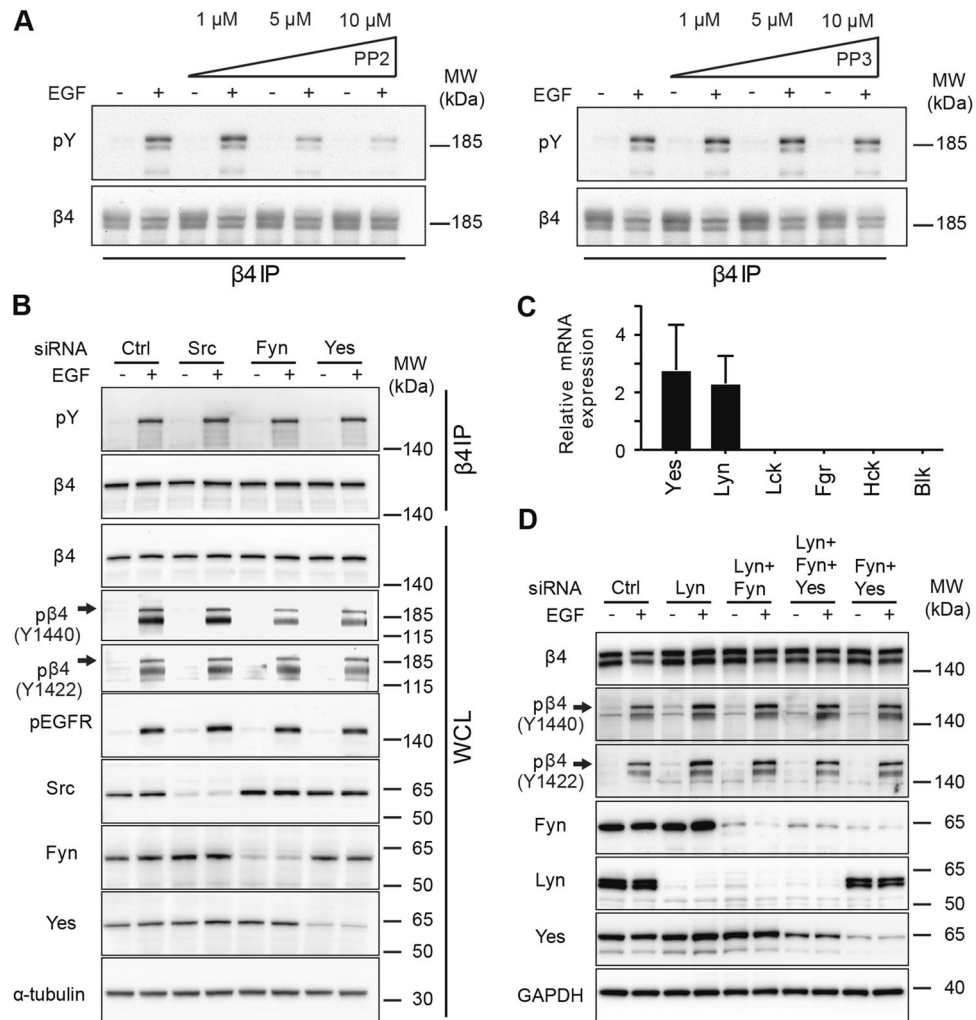 A
1 µM 5 µM 10 µM
PP2
MW
(kDa)
EGF - + - + - + - +
pY
185
β4
185
β4 IP
1 µM 5 µM 10 µM
PP3
MW
(kDa)
EGF - + - + - + - +
pY
185
β4
185
β4 IP
B
siRNA Ctrl Src Fyn Yes
MW
(kDa)
EGF - + - + - + - +
pY
140
β4
140
β4 IP
β4
140
pβ4
(Y1440)
185
115
pβ4
(Y1422)
185
115
pEGFR
140
Src
65
50
Fyn
65
50
Yes
65
50
α-tubulin
30
WCL
C
Relative mRNA
expression
4
2
0
Yes
Lyn
Lck
Fgr
Hck
Blk
D
siRNA Ctrl Lyn
Lyn+
Fyn
Lyn+
Fyn+
Yes
Fyn+
Yes
MW
(kDa)
EGF - + - + - + - + - +
β4
140
pβ4
(Y1440)
140
pβ4
(Y1422)
140
Fyn
65
Lyn
65
50
Yes
65
GAPDH
40